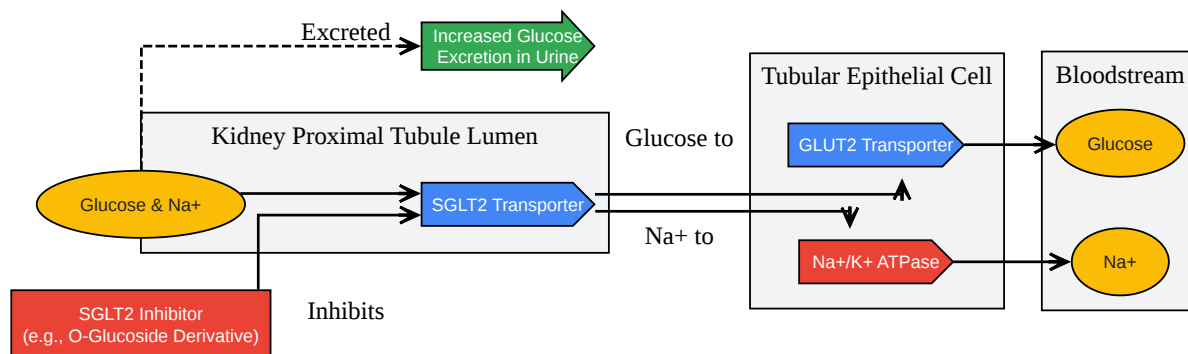 Excreted
Increased Glucose
Excretion in Urine
Kidney Proximal Tubule Lumen
Glucose & Na+
SGLT2 Transporter
SGLT2 Inhibitor
(e.g., O-Glucoside Derivative)
Inhibits
Glucose to
Na+ to
Tubular Epithelial Cell
GLUT2 Transporter
Na+/K+ ATPase
Bloodstream
Glucose
Na+